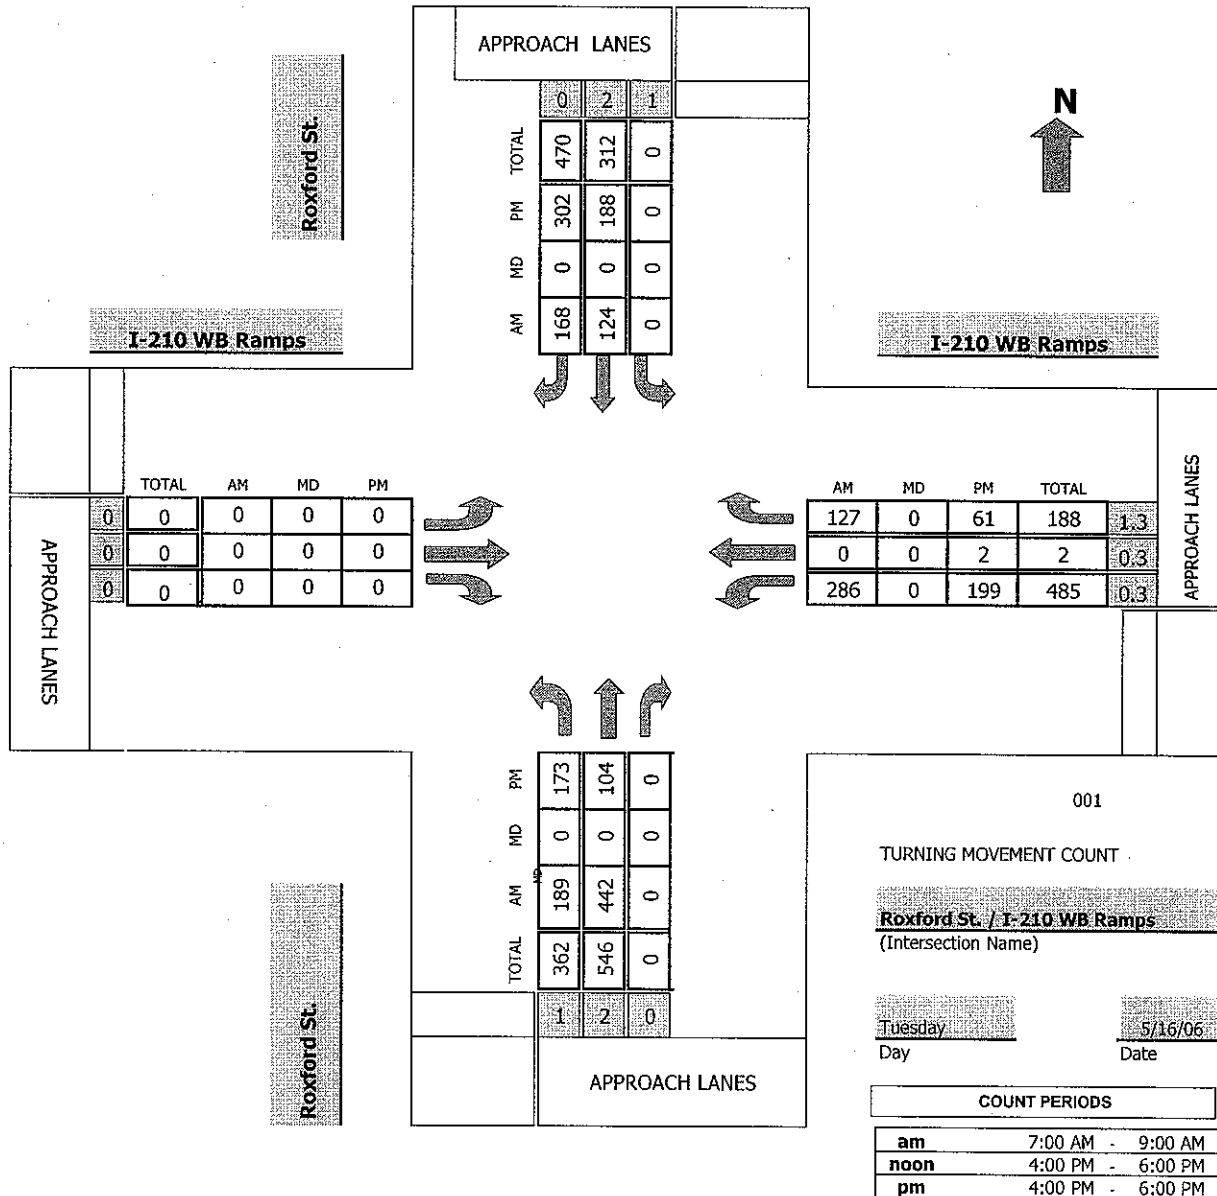 APPROACH LANES
0 2 1
Roxford St.
N
TOTAL 470 312 0
PM 302 188 0
MD 0 0 0
AM 168 124 0
I-210 WB Ramps
I-210 WB Ramps
TOTAL AM MD PM
0 0 0 0 0
0 0 0 0 0
0 0 0 0 0
APPROACH LANES
AM MD PM TOTAL
127 0 61 188 1.3
0 0 2 2 0.3
286 0 199 485 0.3
APPROACH LANES
PM 173 104 0
MD 0 0 0
MD
AM 189 442 0
TOTAL 362 546 0
1 2 0
APPROACH LANES
Roxford St.
001
TURNING MOVEMENT COUNT
Roxford St. / I-210 WB Ramps
(Intersection Name)
Tuesday 5/16/06
Day Date
COUNT PERIODS
am 7:00 AM - 9:00 AM
noon 4:00 PM - 6:00 PM
pm 4:00 PM - 6:00 PM